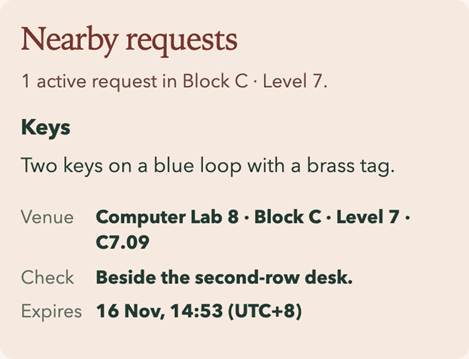 Nearby requests
1 active request in Block C · Level 7.
Keys
Two keys on a blue loop with a brass tag.
Venue Computer Lab 8 · Block C · Level 7 ·
C7.09
Check Beside the second-row desk.
Expires 16 Nov, 14:53 (UTC+8)